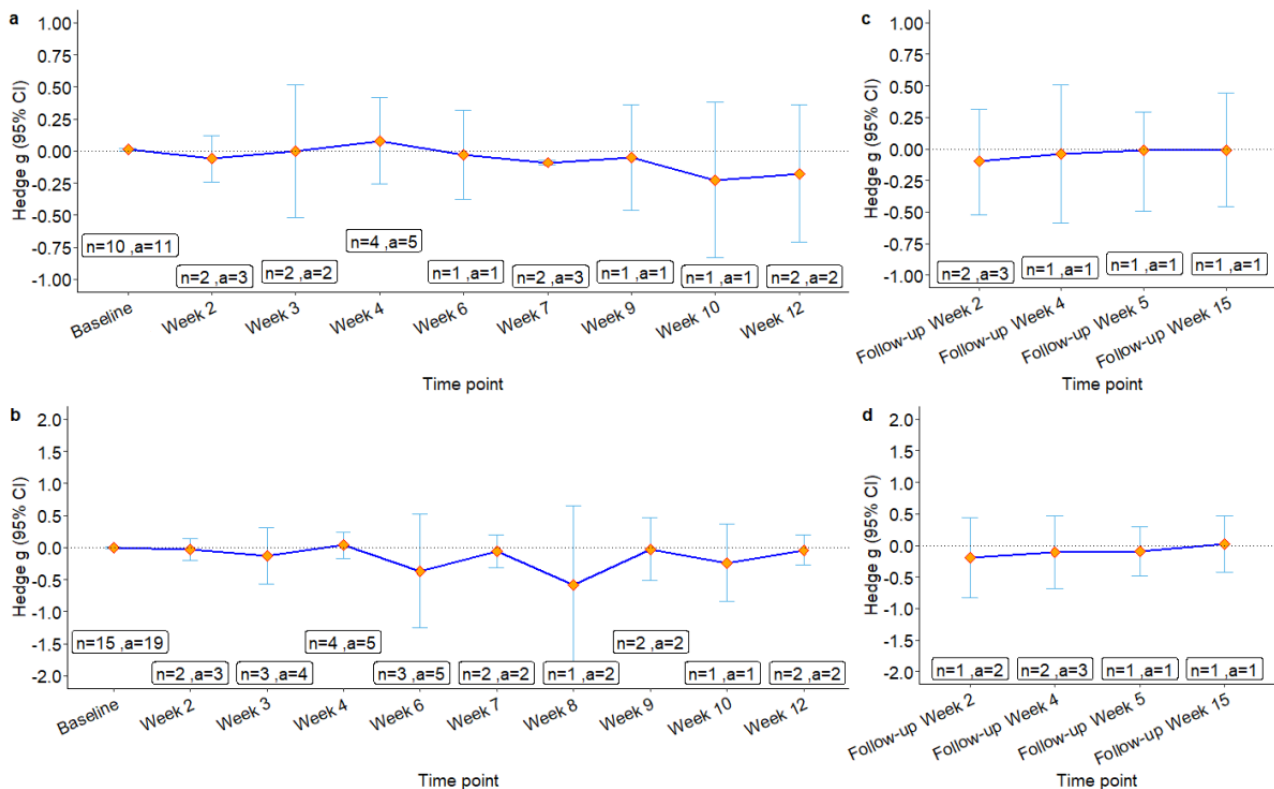 a
1.00
0.75
0.50
0.25
0.00
-0.25
-0.50
-0.75
-1.00
Hedge g (95% CI)
n=10 ,a=11
n=2 ,a=3
n=2 ,a=2
n=4 ,a=5
n=1 ,a=1
n=2 ,a=3
n=1 ,a=1
n=1 ,a=1
n=2 ,a=2
Baseline
Week 2
Week 3
Week 4
Week 6
Week 7
Week 9
Week 10
Week 12
Time point
c
1.00
0.75
0.50
0.25
0.00
-0.25
-0.50
-0.75
-1.00
Hedge g (95% CI)
n=2 ,a=3
n=1 ,a=1
n=1 ,a=1
n=1 ,a=1
Follow-up Week 2
Follow-up Week 4
Follow-up Week 5
Follow-up Week 15
Time point
b
2.0
1.5
1.0
0.5
0.0
-0.5
-1.0
-1.5
-2.0
Hedge g (95% CI)
n=15 ,a=19
n=2 ,a=3
n=3 ,a=4
n=4 ,a=5
n=3 ,a=5
n=2 ,a=2
n=1 ,a=2
n=2 ,a=2
n=1 ,a=1
n=2 ,a=2
Baseline
Week 2
Week 3
Week 4
Week 6
Week 7
Week 8
Week 9
Week 10
Week 12
Time point
d
2.0
1.5
1.0
0.5
0.0
-0.5
-1.0
-1.5
-2.0
Hedge g (95% CI)
n=1 ,a=2
n=2 ,a=3
n=1 ,a=1
n=1 ,a=1
Follow-up Week 2
Follow-up Week 4
Follow-up Week 5
Follow-up Week 15
Time point